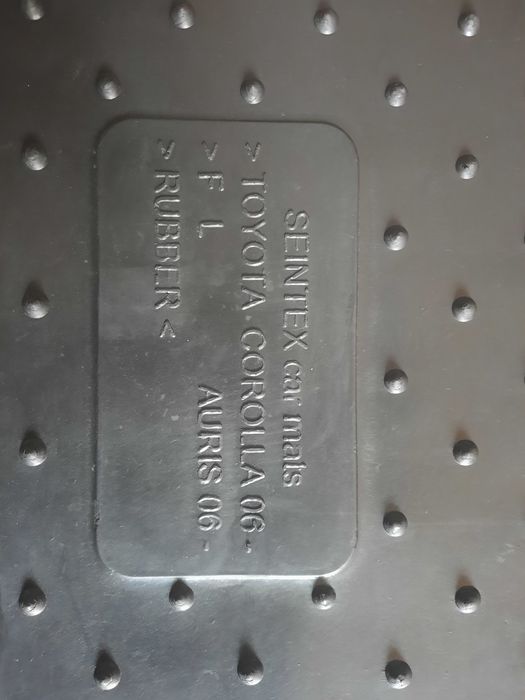 SEINTEX car mats
> TOYOTA COROLLA 06-
> F L AURIS 06-
> RUBBER <